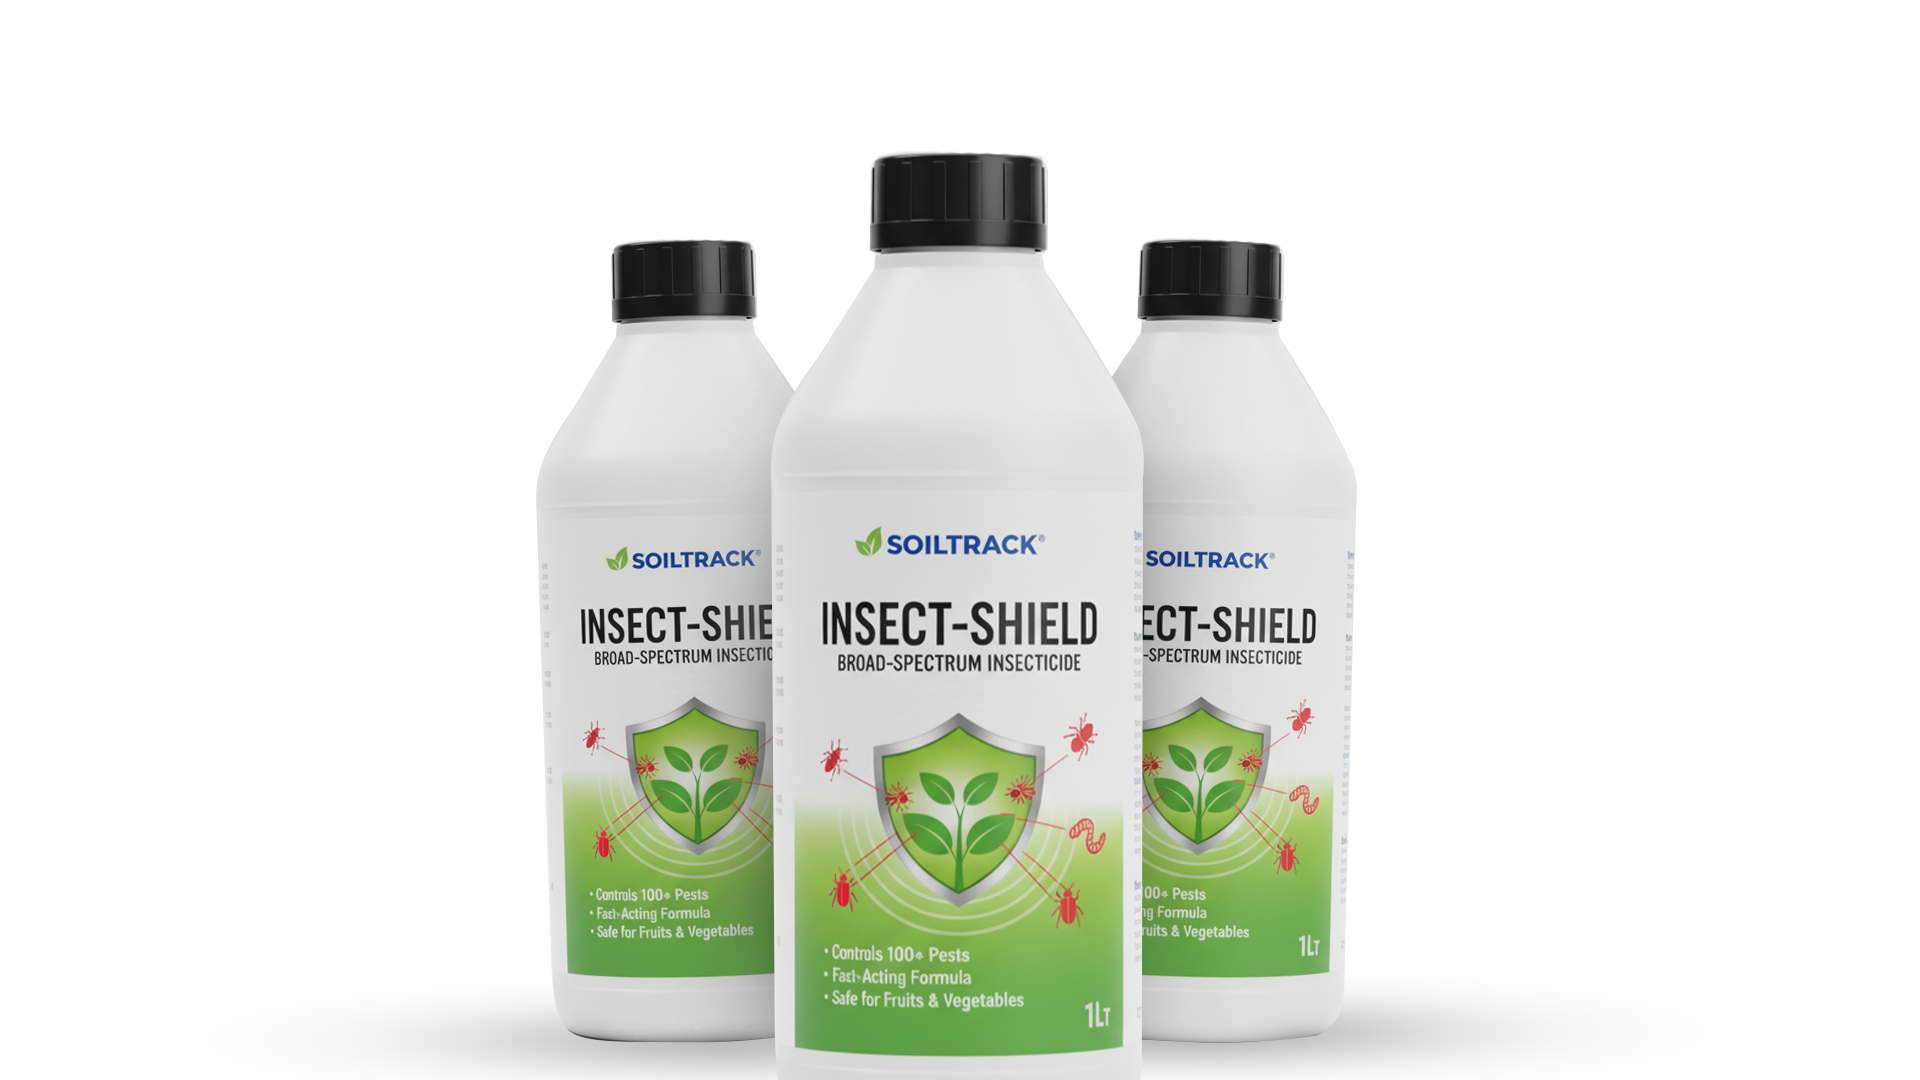 SOILTRACK®
INSECT-SHIE
BROAD-SPECTRUM INSECTIC
• Controls 100+ Pests
• Fast-Acting Formula
• Safe for Fruits & Vegetables
SOILTRACK®
INSECT-SHIELD
BROAD-SPECTRUM INSECTICIDE
• Controls 100+ Pests
• Fast-Acting Formula
• Safe for Fruits & Vegetables
1LT
SOILTRACK®
ECT-SHIELD
-SPECTRUM INSECTICIDE
00+ Pests
ng Formula
ruits & Vegetables
1LT